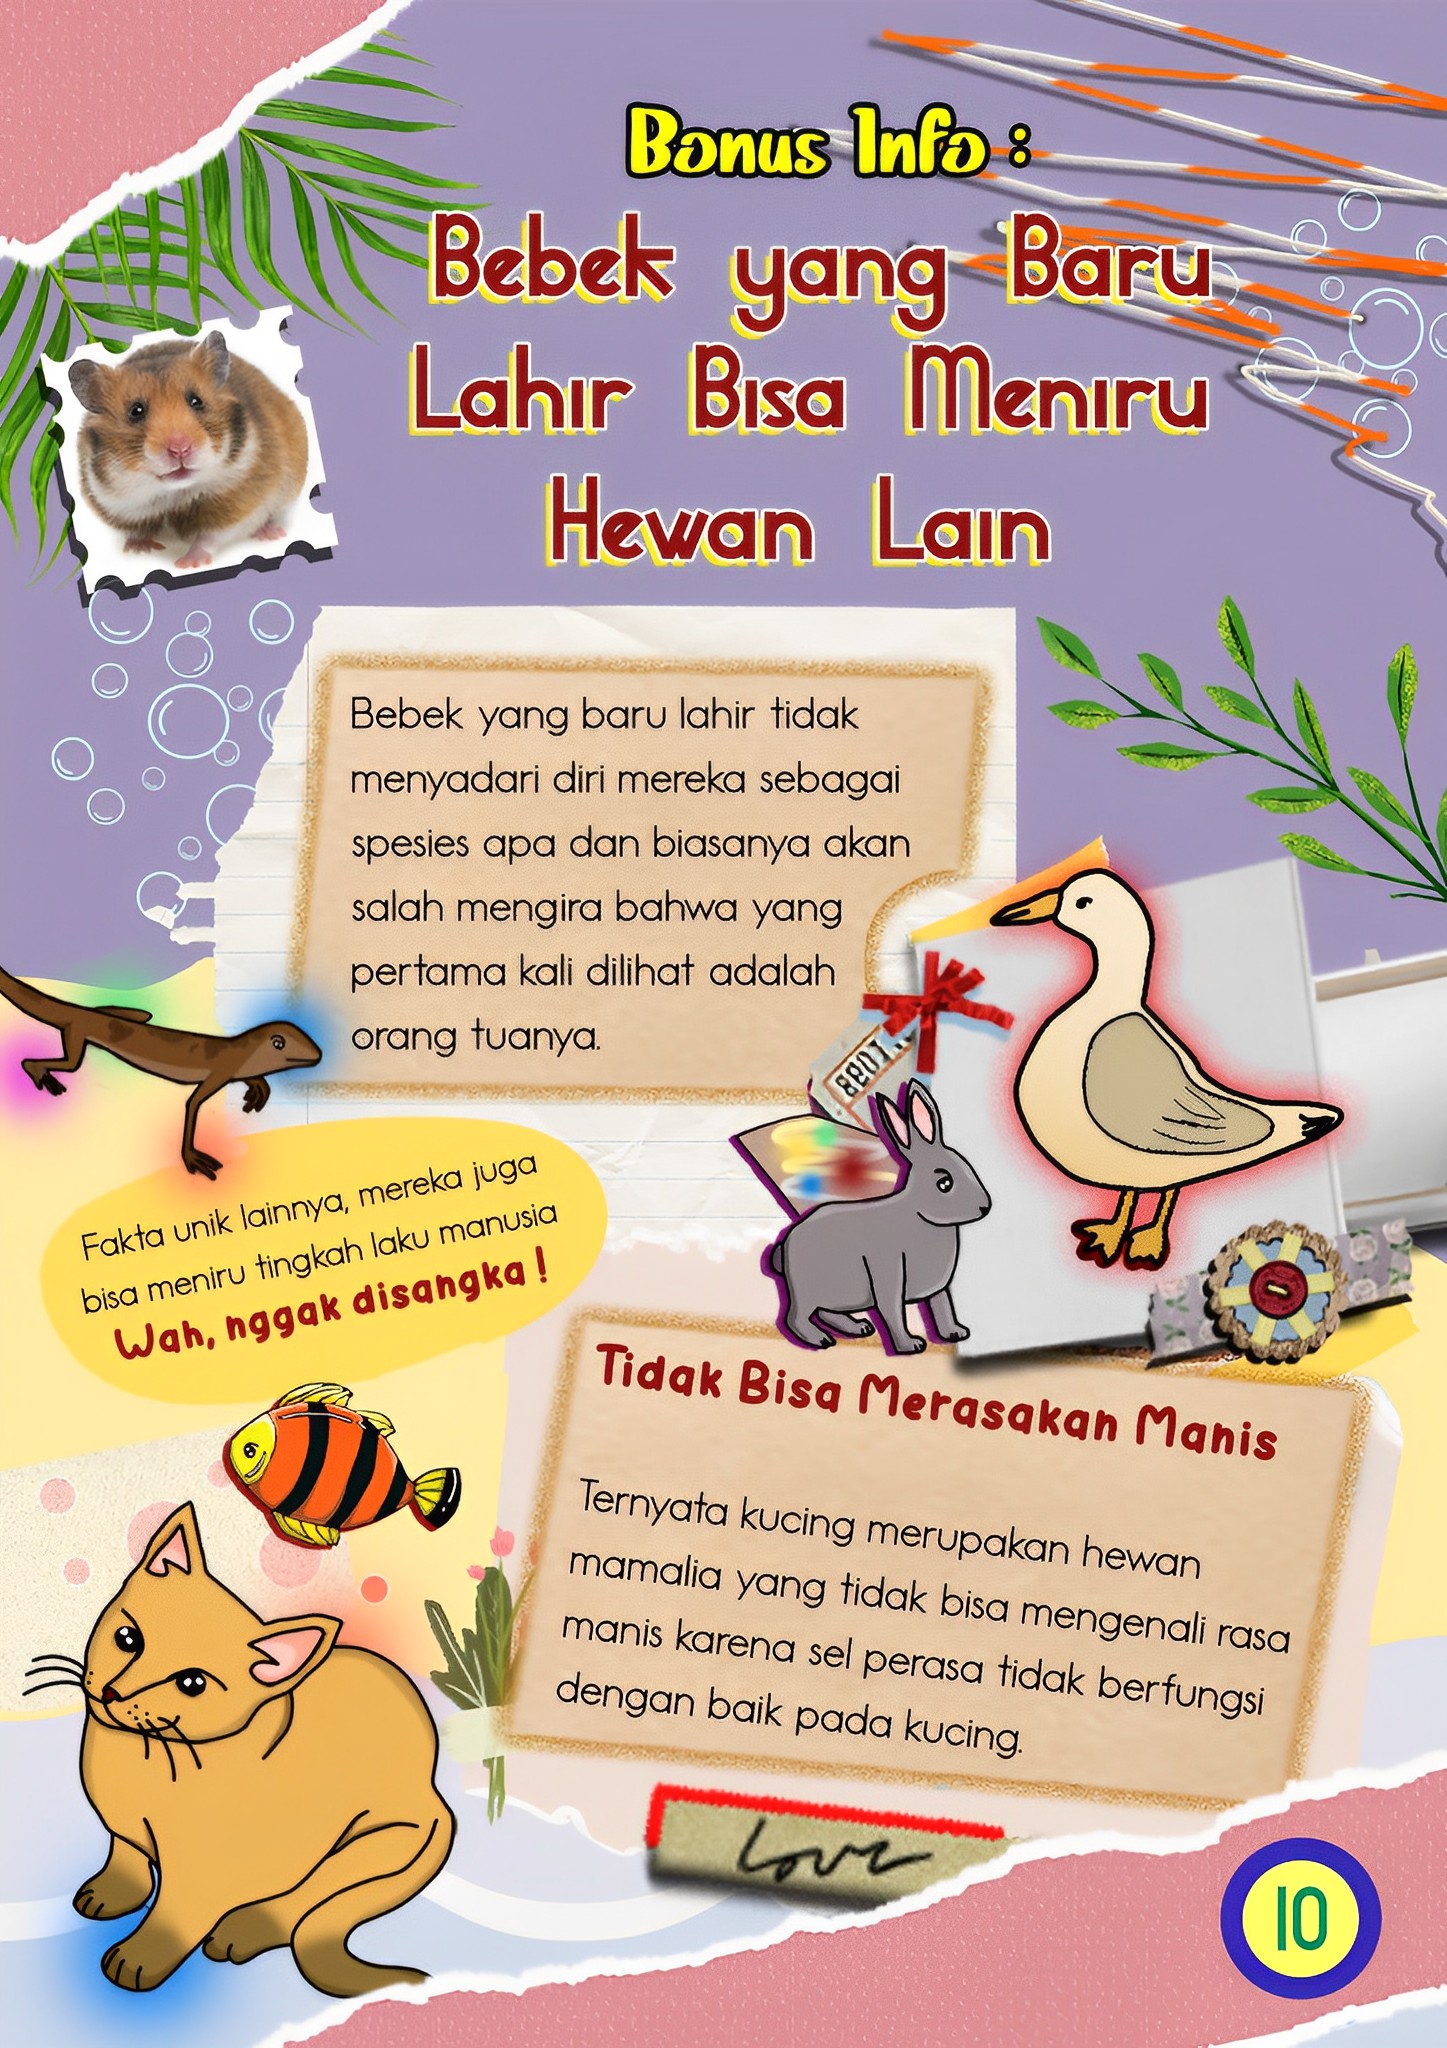 Bonus Info :
Bebek yang Baru
Lahir Bisa Meniru
Hewan Lain
Bebek yang baru lahir tidak
menyadari diri mereka sebagai
spesies apa dan biasanya akan
salah mengira bahwa yang
pertama kali dilihat adalah
orang tuanya.
Fakta unik lainnya, mereka juga
bisa meniru tingkah laku manusia
Wah, nggak disangka !
Tidak Bisa Merasakan Manis
Ternyata kucing merupakan hewan
mamalia yang tidak bisa mengenali rasa
manis karena sel perasa tidak berfungsi
dengan baik pada kucing.
Love
10